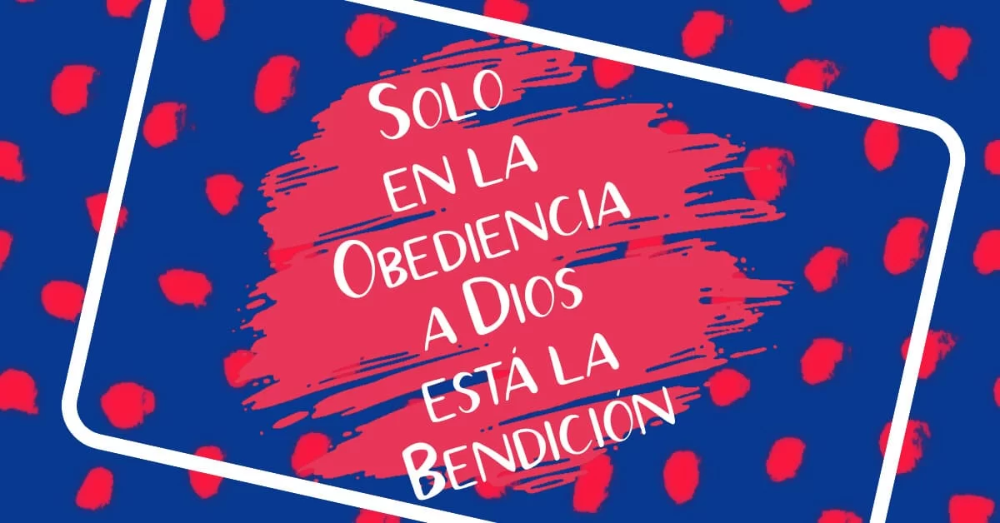 Solo
en la
Obediencia
a Dios
está la
Bendición